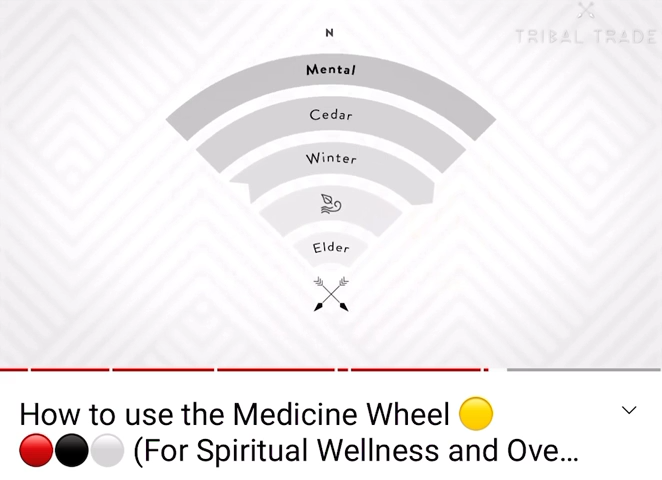 N
TRIBAL TRADE
Mental
Cedar
Winter
Elder
How to use the Medicine Wheel 🟡
🔴⚫⚪ (For Spiritual Wellness and Ove...